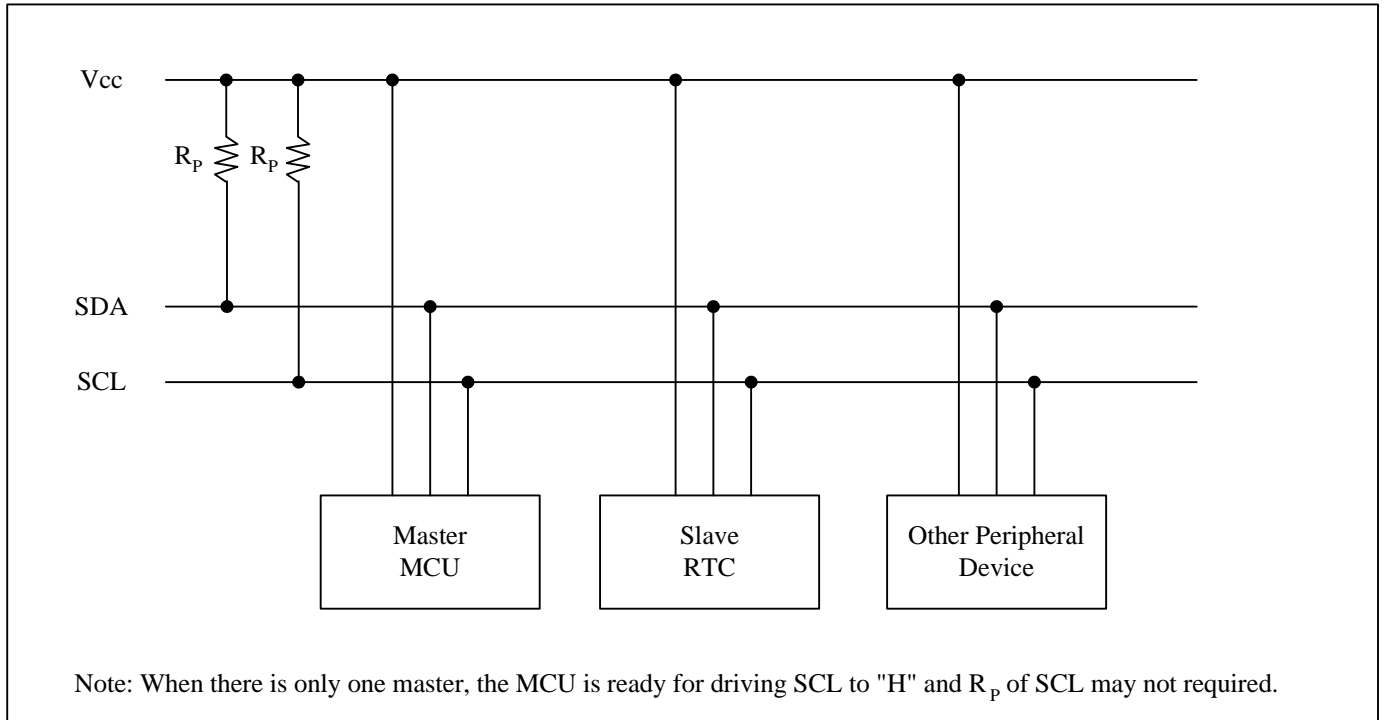 Vcc
R_P R_P
SDA
SCL
Master
MCU
Slave
RTC
Other Peripheral
Device
Note: When there is only one master, the MCU is ready for driving SCL to "H" and R_P of SCL may not required.